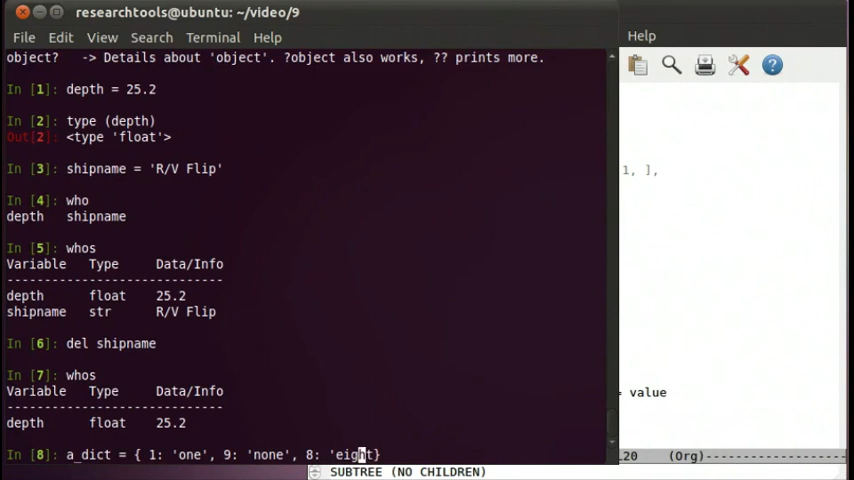 researchtools@ubuntu: ~/video/9
File Edit View Search Terminal Help
Help
object? -> Details about 'object'. ?object also works, ?? prints more.
In [1]: depth = 25.2
In [2]: type (depth)
Out[2]: <type 'float'>
1, ],
In [3]: shipname = 'R/V Flip'
In [4]: who
depth shipname
In [5]: whos
Variable Type Data/Info
-----------------------------
depth float 25.2
shipname str R/V Flip
In [6]: del shipname
In [7]: whos
Variable Type Data/Info
-----------------------------
= value
depth float 25.2
In [8]: a_dict = { 1: 'one', 9: 'none', 8: 'eight}
L20 (Org)--------------------
SUBTREE (NO CHILDREN)